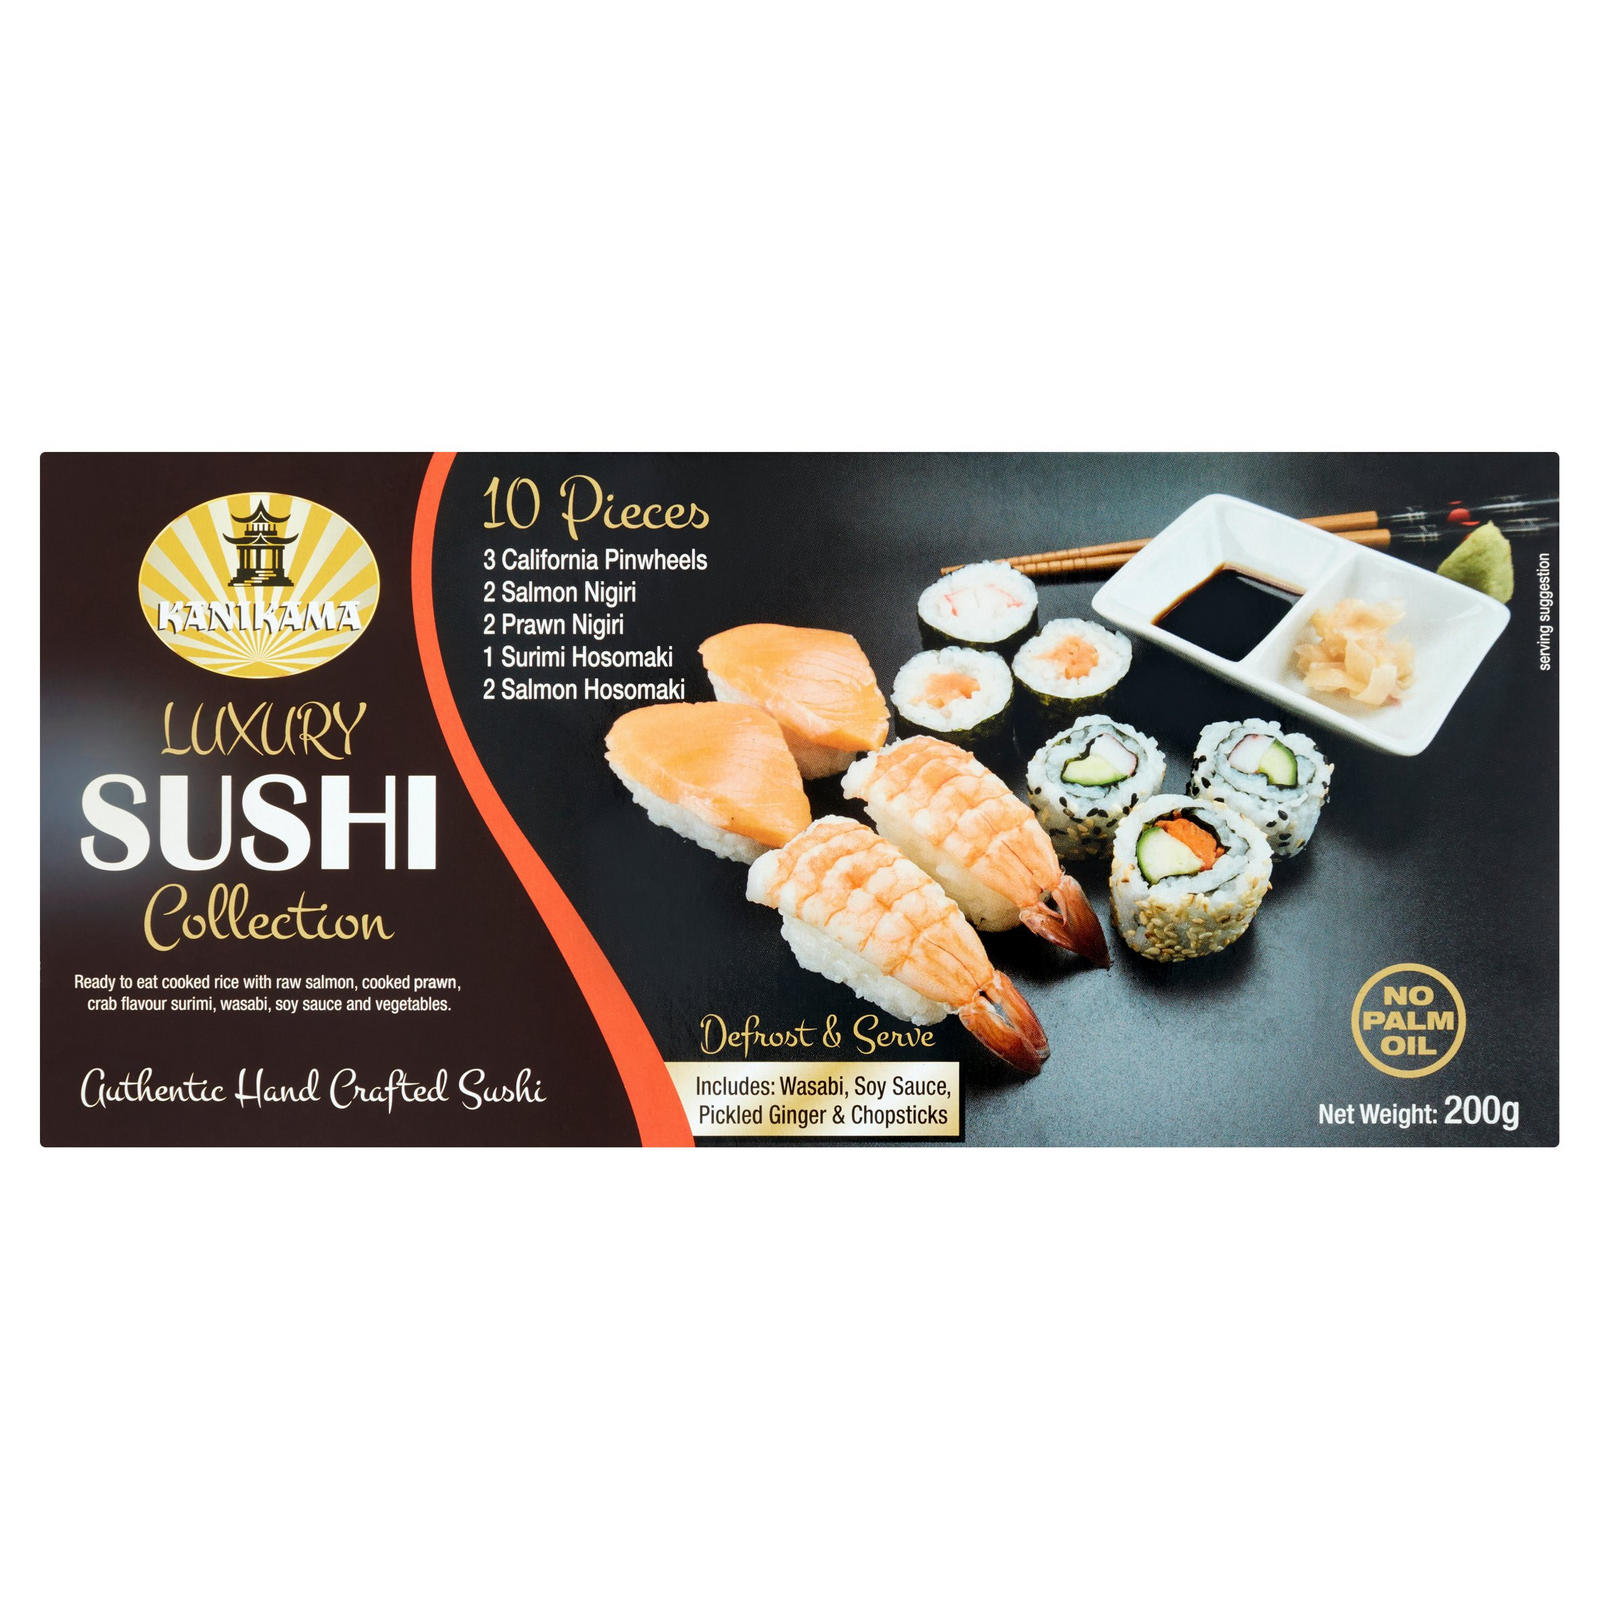 KANIKAMA
LUXURY
SUSHI
Collection
Ready to eat cooked rice with raw salmon, cooked prawn,
crab flavour surimi, wasabi, soy sauce and vegetables.
Authentic Hand Crafted Sushi
10 Pieces
3 California Pinwheels
2 Salmon Nigiri
2 Prawn Nigiri
1 Surimi Hosomaki
2 Salmon Hosomaki
Defrost & Serve
Includes: Wasabi, Soy Sauce,
Pickled Ginger & Chopsticks
serving suggestion
NO
PALM
OIL
Net Weight: 200g